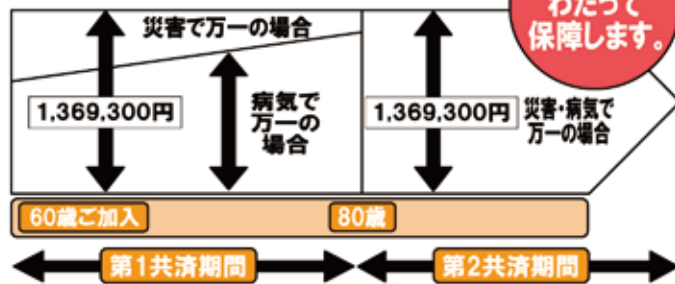 わたって
保障します。
災害で万一の場合
1,369,300円
病気で
万一の
場合
1,369,300円
災害・病気で
万一の場合
60歳ご加入
80歳
第1共済期間
第2共済期間